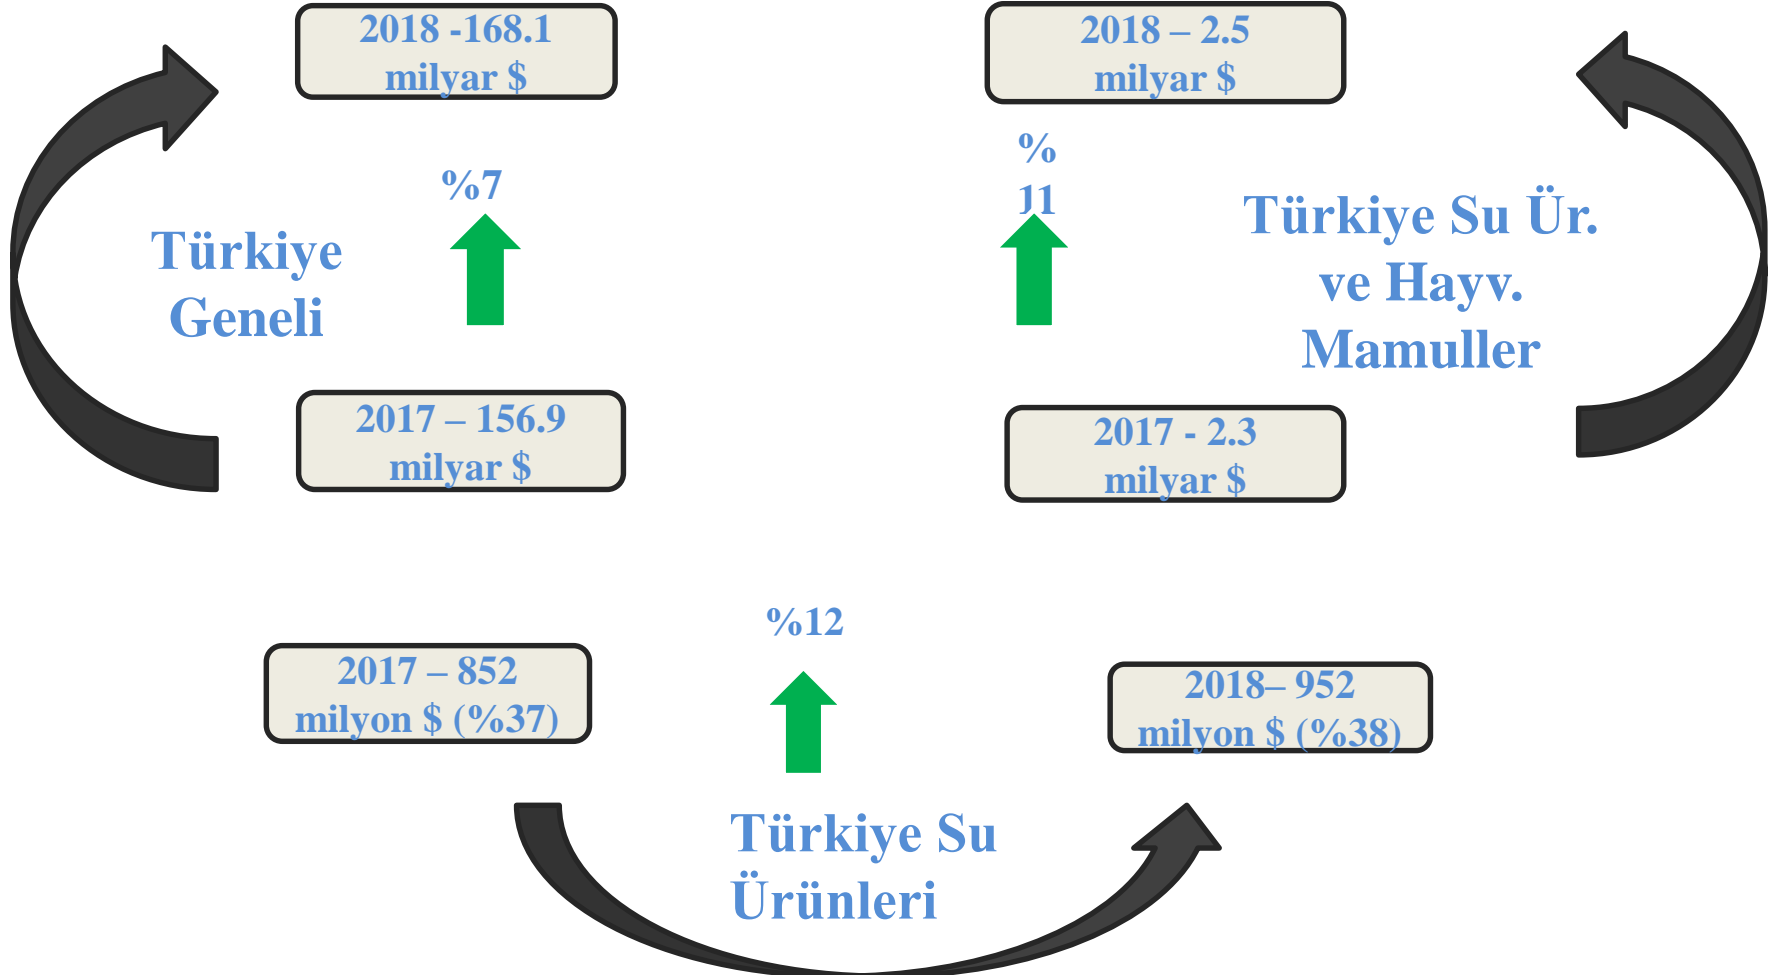 2018 -168.1
milyar $
%7
Türkiye
Geneli
2017 – 156.9
milyar $
2018 – 2.5
milyar $
%
11
Türkiye Su Ür.
ve Hayv.
Mamuller
2017 - 2.3
milyar $
%12
2017 – 852
milyon $ (%37)
2018– 952
milyon $ (%38)
Türkiye Su
Ürünleri